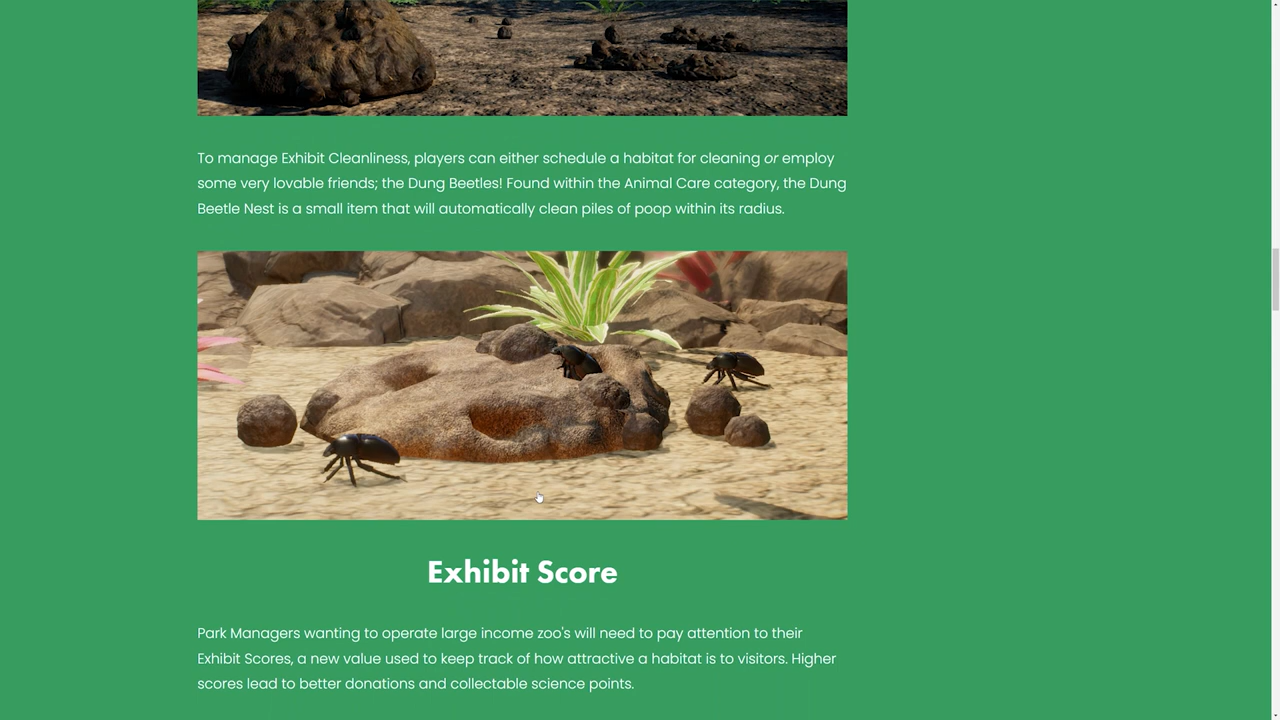 To manage Exhibit Cleanliness, players can either schedule a habitat for cleaning or employ
some very lovable friends; the Dung Beetles! Found within the Animal Care category, the Dung
Beetle Nest is a small item that will automatically clean piles of poop within its radius.
Exhibit Score
Park Managers wanting to operate large income zoo's will need to pay attention to their
Exhibit Scores, a new value used to keep track of how attractive a habitat is to visitors. Higher
scores lead to better donations and collectable science points.